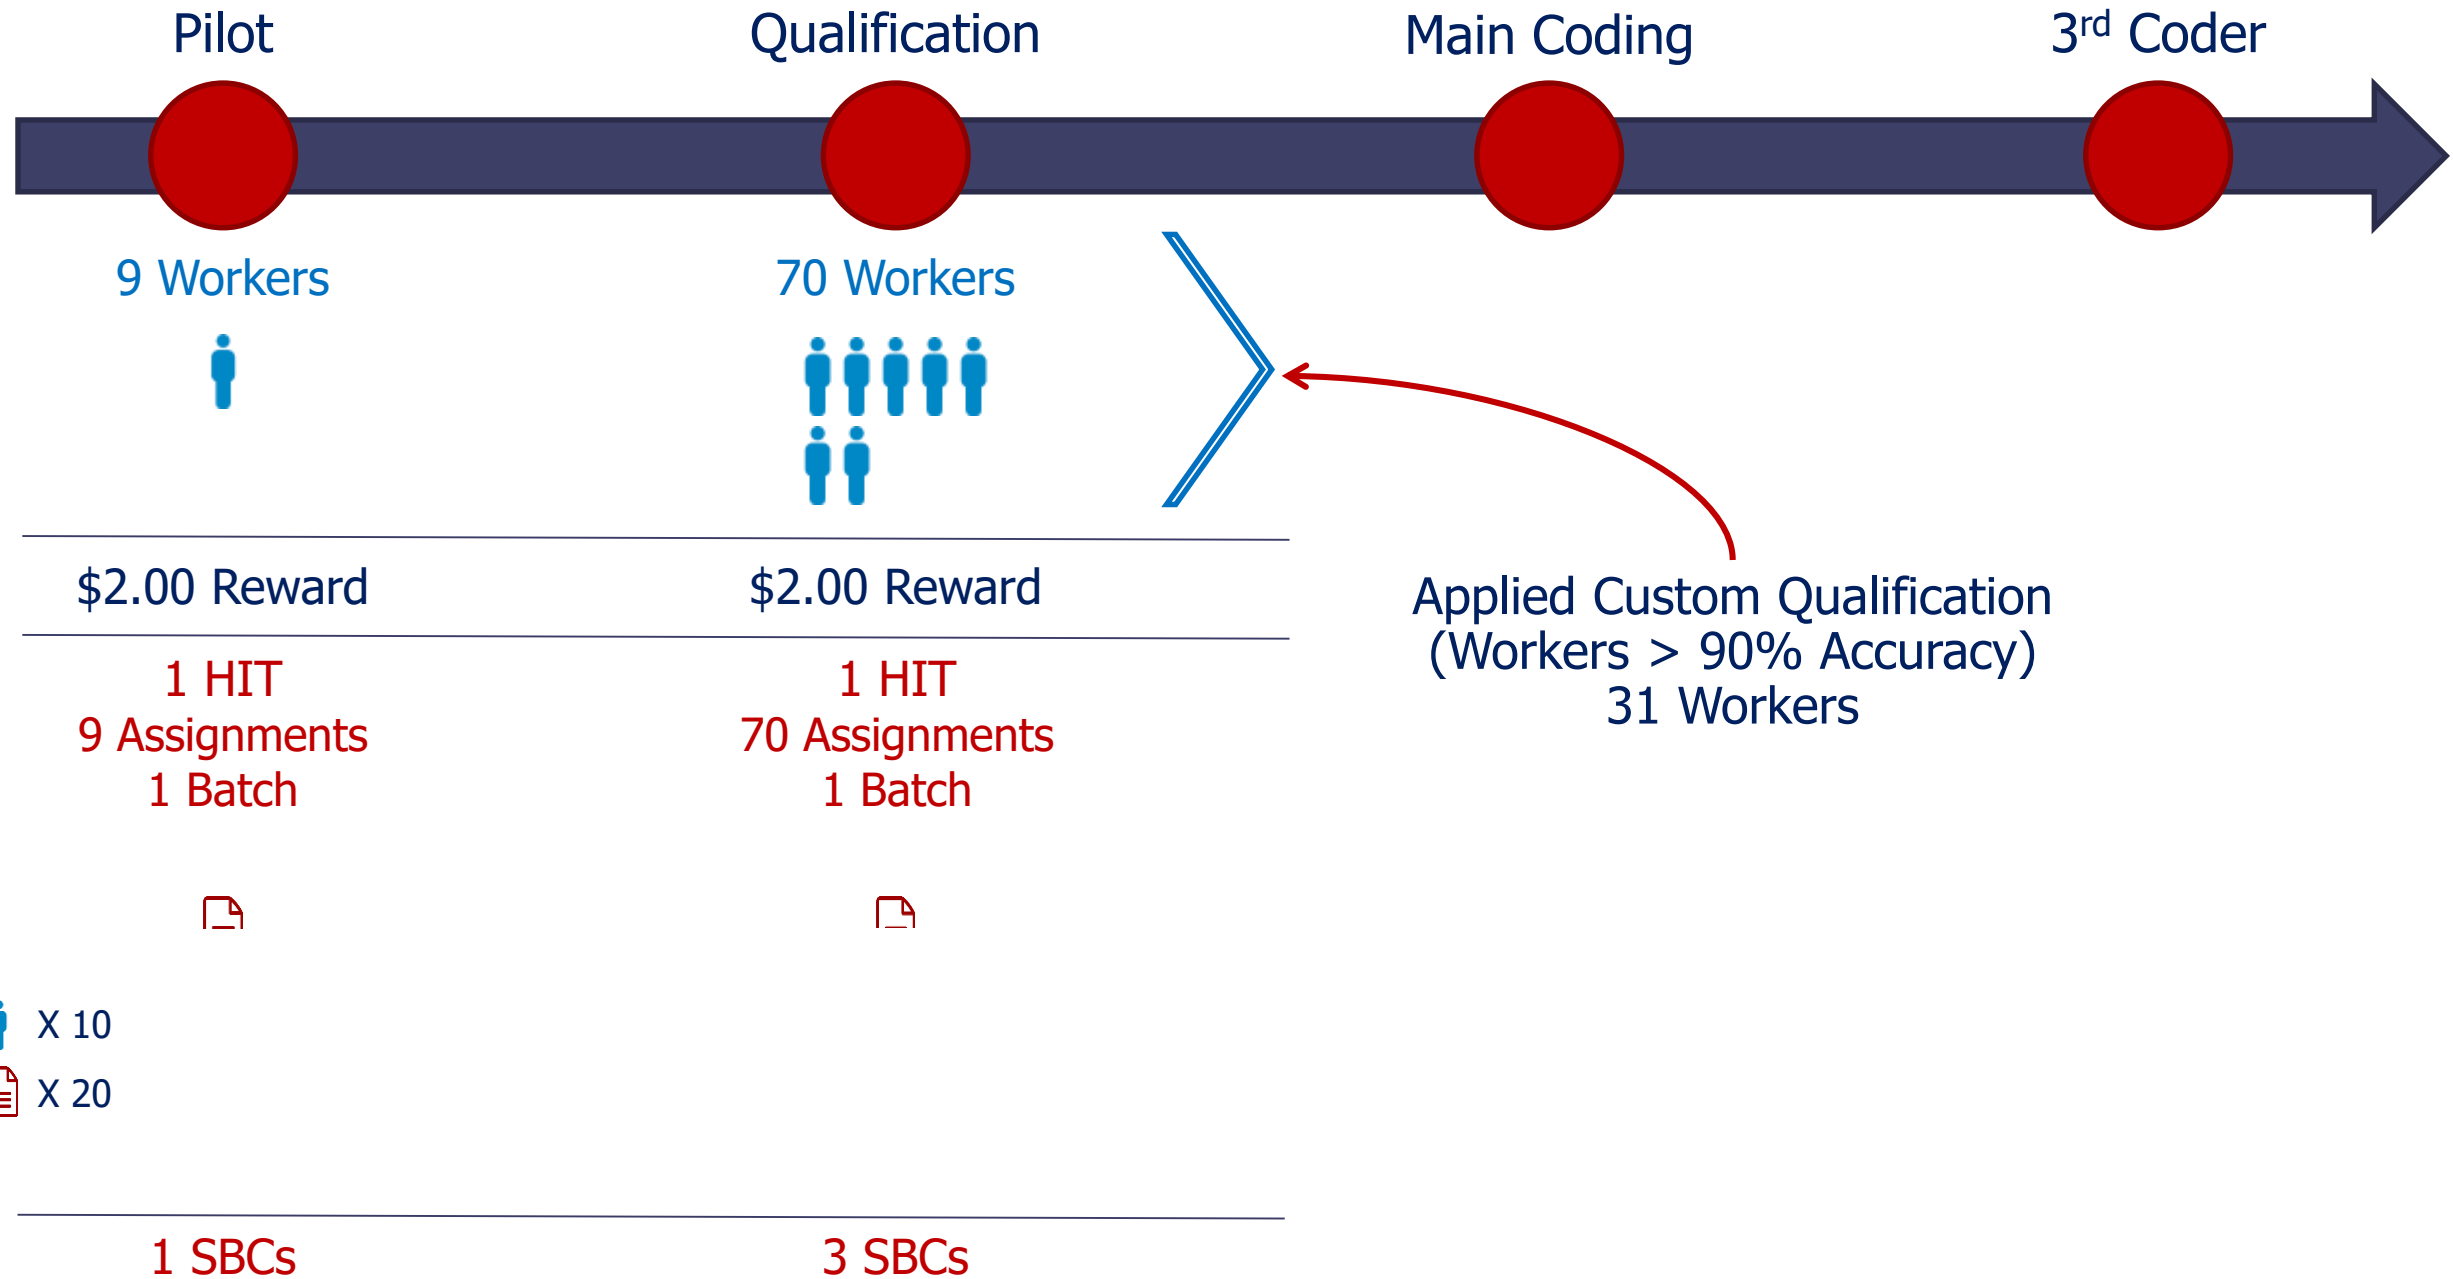 Pilot
Qualification
Main Coding
3rd Coder
9 Workers
70 Workers
$2.00 Reward
$2.00 Reward
Applied Custom Qualification
(Workers > 90% Accuracy)
31 Workers
1 HIT
9 Assignments
1 Batch
1 HIT
70 Assignments
1 Batch
X 10
X 20
1 SBCs
3 SBCs